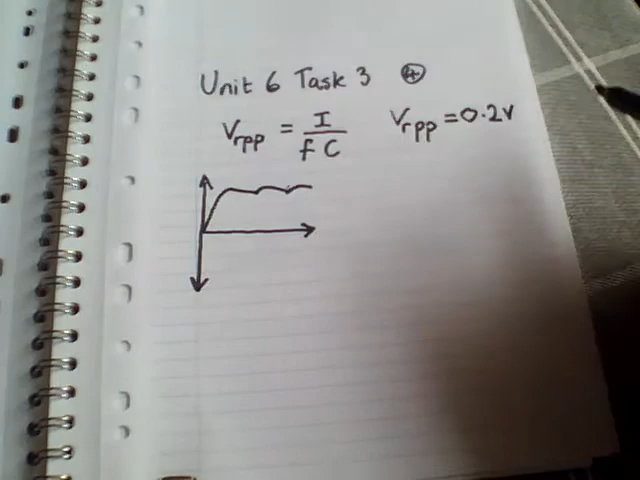 Unit 6 Task 3 ④
Vrpp = I / fC Vrpp = 0.2V